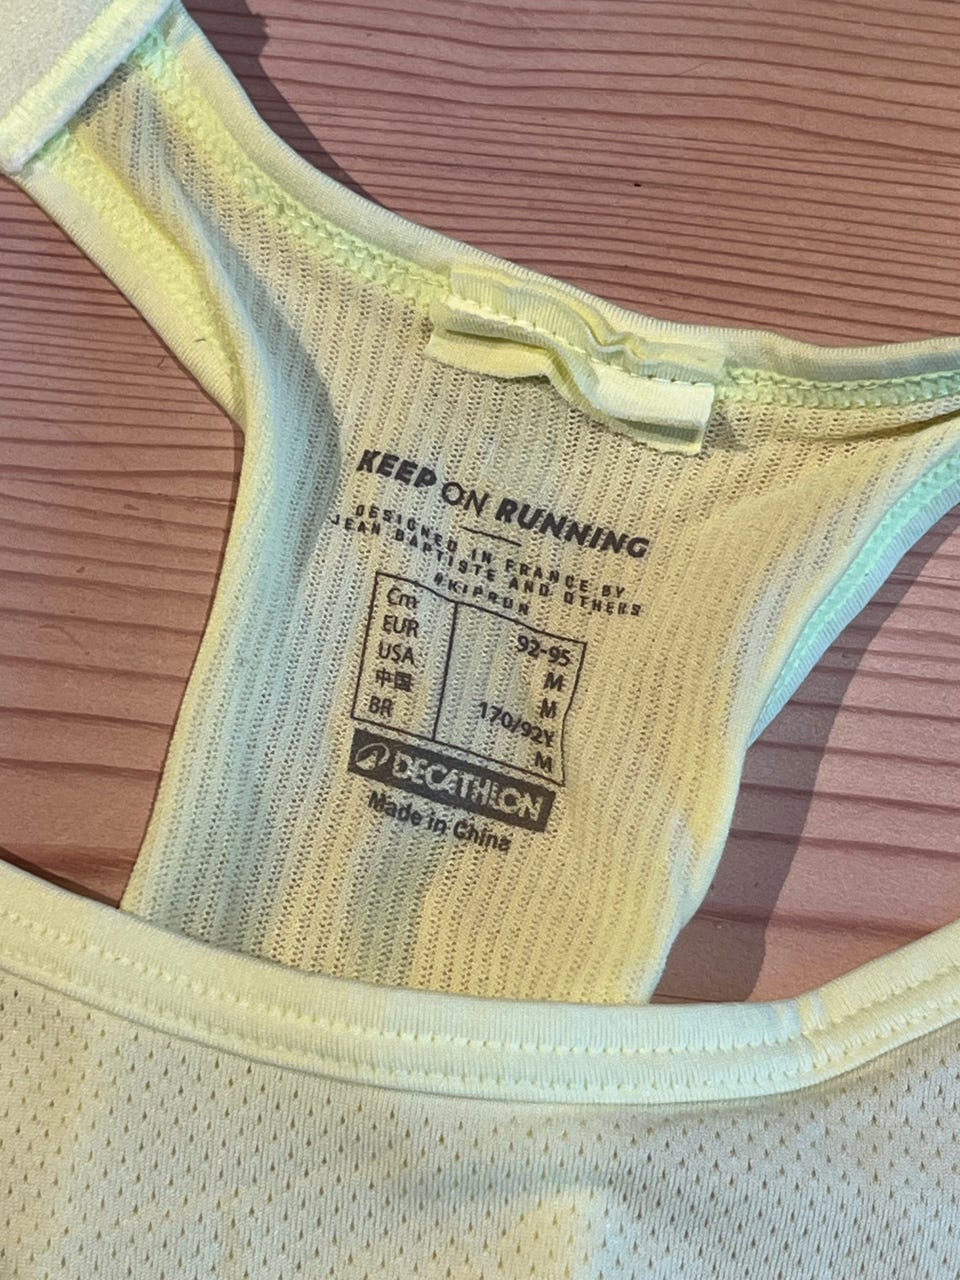 KEEP ON RUNNING
DESIGNED IN FRANCE BY
JEAN BAPTISTE AND OTHERS
#KIPRUN
Cm 92-95
EUR M
USA M
中国 170/92Y
BR M
DECATHLON
Made in China